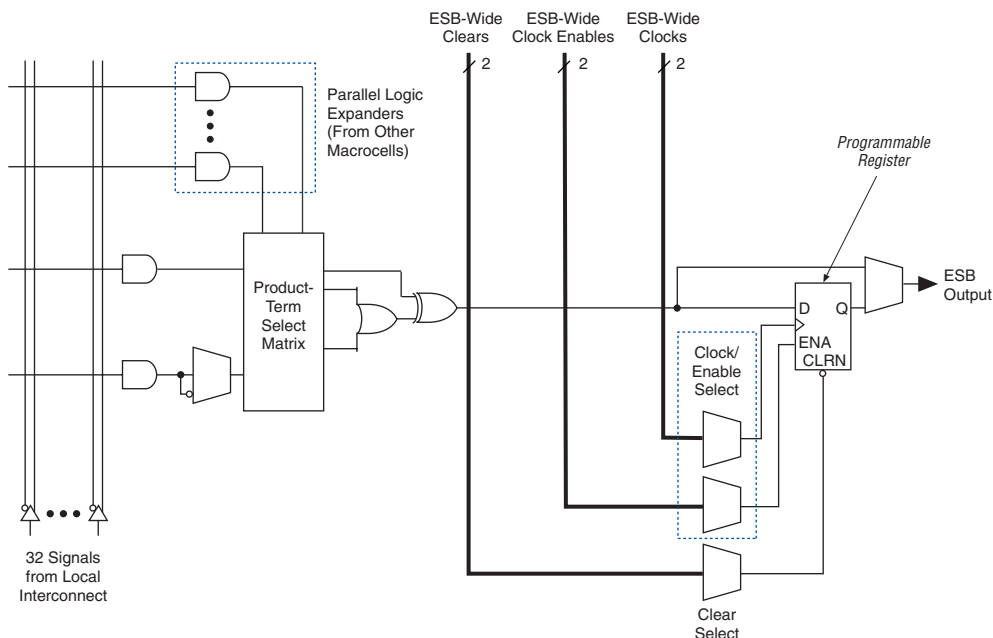 ESB-Wide
Clears
ESB-Wide
Clock Enables
ESB-Wide
Clocks
2
2
2
Parallel Logic
Expanders
(From Other
Macrocells)
Programmable
Register
Product-
Term
Select
Matrix
ESB
Output
D
Q
ENA
CLRN
Clock/
Enable
Select
32 Signals
from Local
Interconnect
Clear
Select